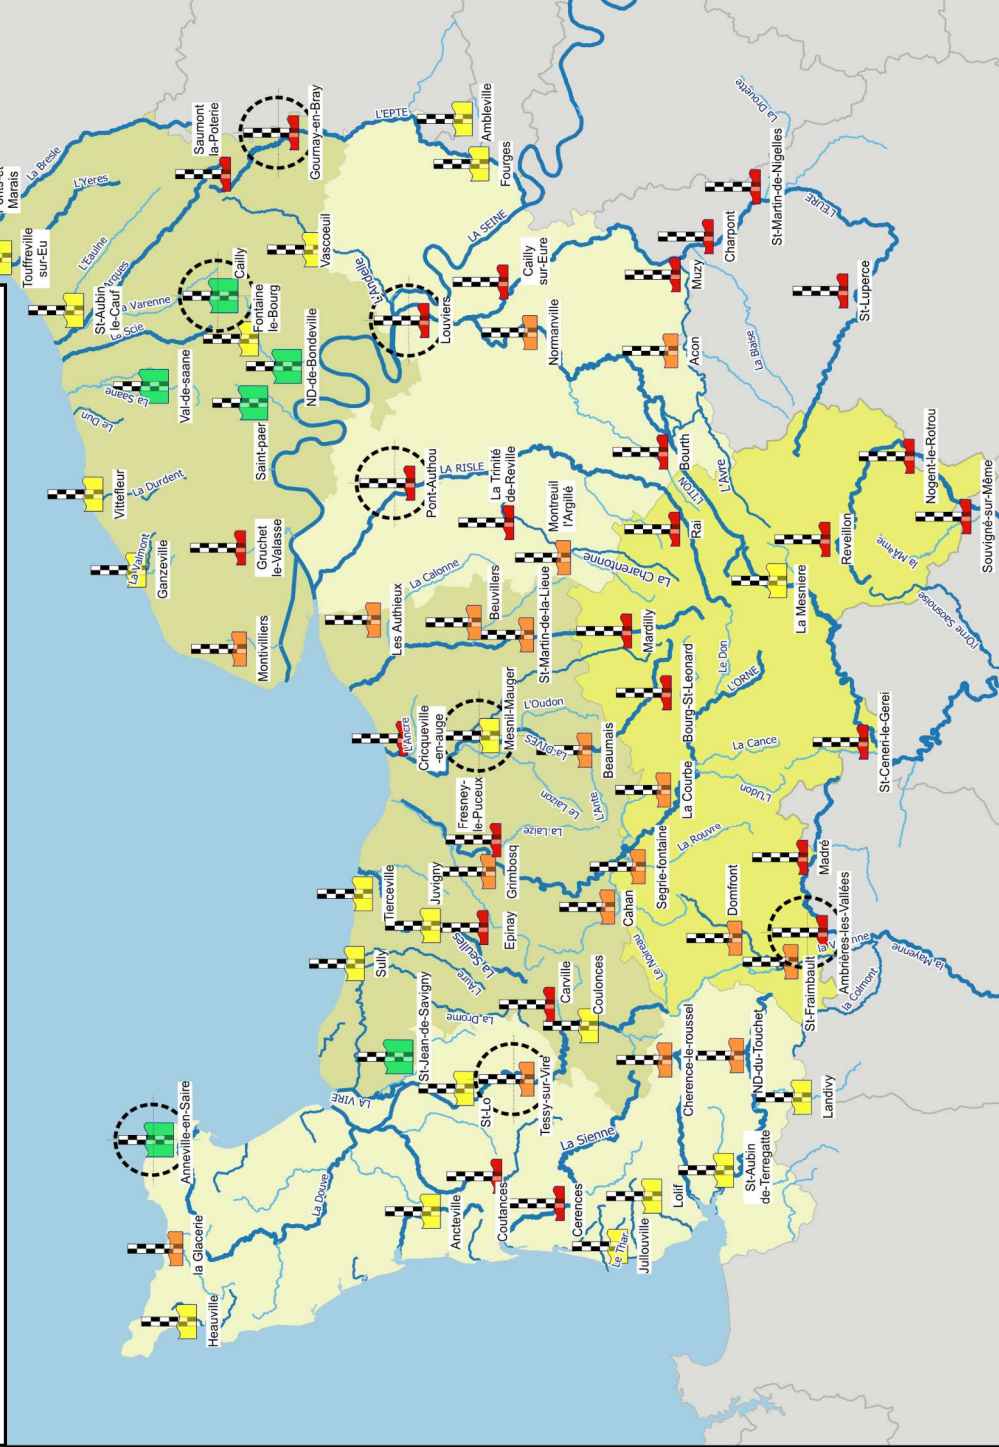 Marais
La Bresle
L'Yeres
Touffreville
sur-Eu
L'Eaulne
Saumont
la-Poterie
Gournay-en-Bray
L'EPTE
Ambleville
Fourges
St-Aubin
le-Cauf
Arques
Varenne
La Scie
Cailly
Fontaine
le-Bourg
Vascoeuil
L'Andelle
LA SEINE
Val-de-saane
La Saane
Le Dun
ND-de-Bondeville
Saint-paer
Louviers
Cailly
sur-Eure
Normanville
Muzy
Charpont
La Drouette
St-Martin-de-Nigelles
L'EURE
St-Luperce
Acon
La Blaise
Vittefleur
La Durdent
La Valmont
Ganzeville
Gruchet
le-Valasse
Montivilliers
Pont-Authou
LA RISLE
La Trinité
de-Reville
Montreuil
l'Argillé
Bourth
L'ITON
L'Avre
Rai
La Charentonne
La Calonne
Les Authieux
Beuvillers
St-Martin-de-la-Lieue
Mardilly
Reveillon
Nogent-le-Rotrou
Souvigné-sur-Même
la Même
La Mesniere
l'Orne Saosnoise
Cricqueville
-en-auge
L'Ancre
Mesnil-Mauger
L'Oudon
La-DIVES
Beaumais
Bourg-St-Leonard
Le Don
L'ORNE
La Cance
St-Ceneri-le-Gerei
L'Udon
La Courbe
L'Ante
Le Laizon
La Laize
Fresney-
le-Puceux
Grimbosq
Segrie-fontaine
La Rouvre
Madré
Tierceville
Juvigny
Epinay
La Seulles
Cahan
Le Noireau
Domfront
Ambrières-les-Vallées
la Mayenne
la Colmont
St-Fraimbault
Sully
L'Aure
La Drome
Carville
Coulonces
St-Jean-de-Savigny
LA VIRE
St-Lo
Tessy-sur-Vire
Cherence-le-roussel
ND-du-Touchet
Landivy
Anneville-en-Saire
La Douve
La Sienne
Ancteville
Coutances
Cerences
Le Thar
Jullouville
Lolif
St-Aubin
de-Terregatte
la Glacerie
Heauville